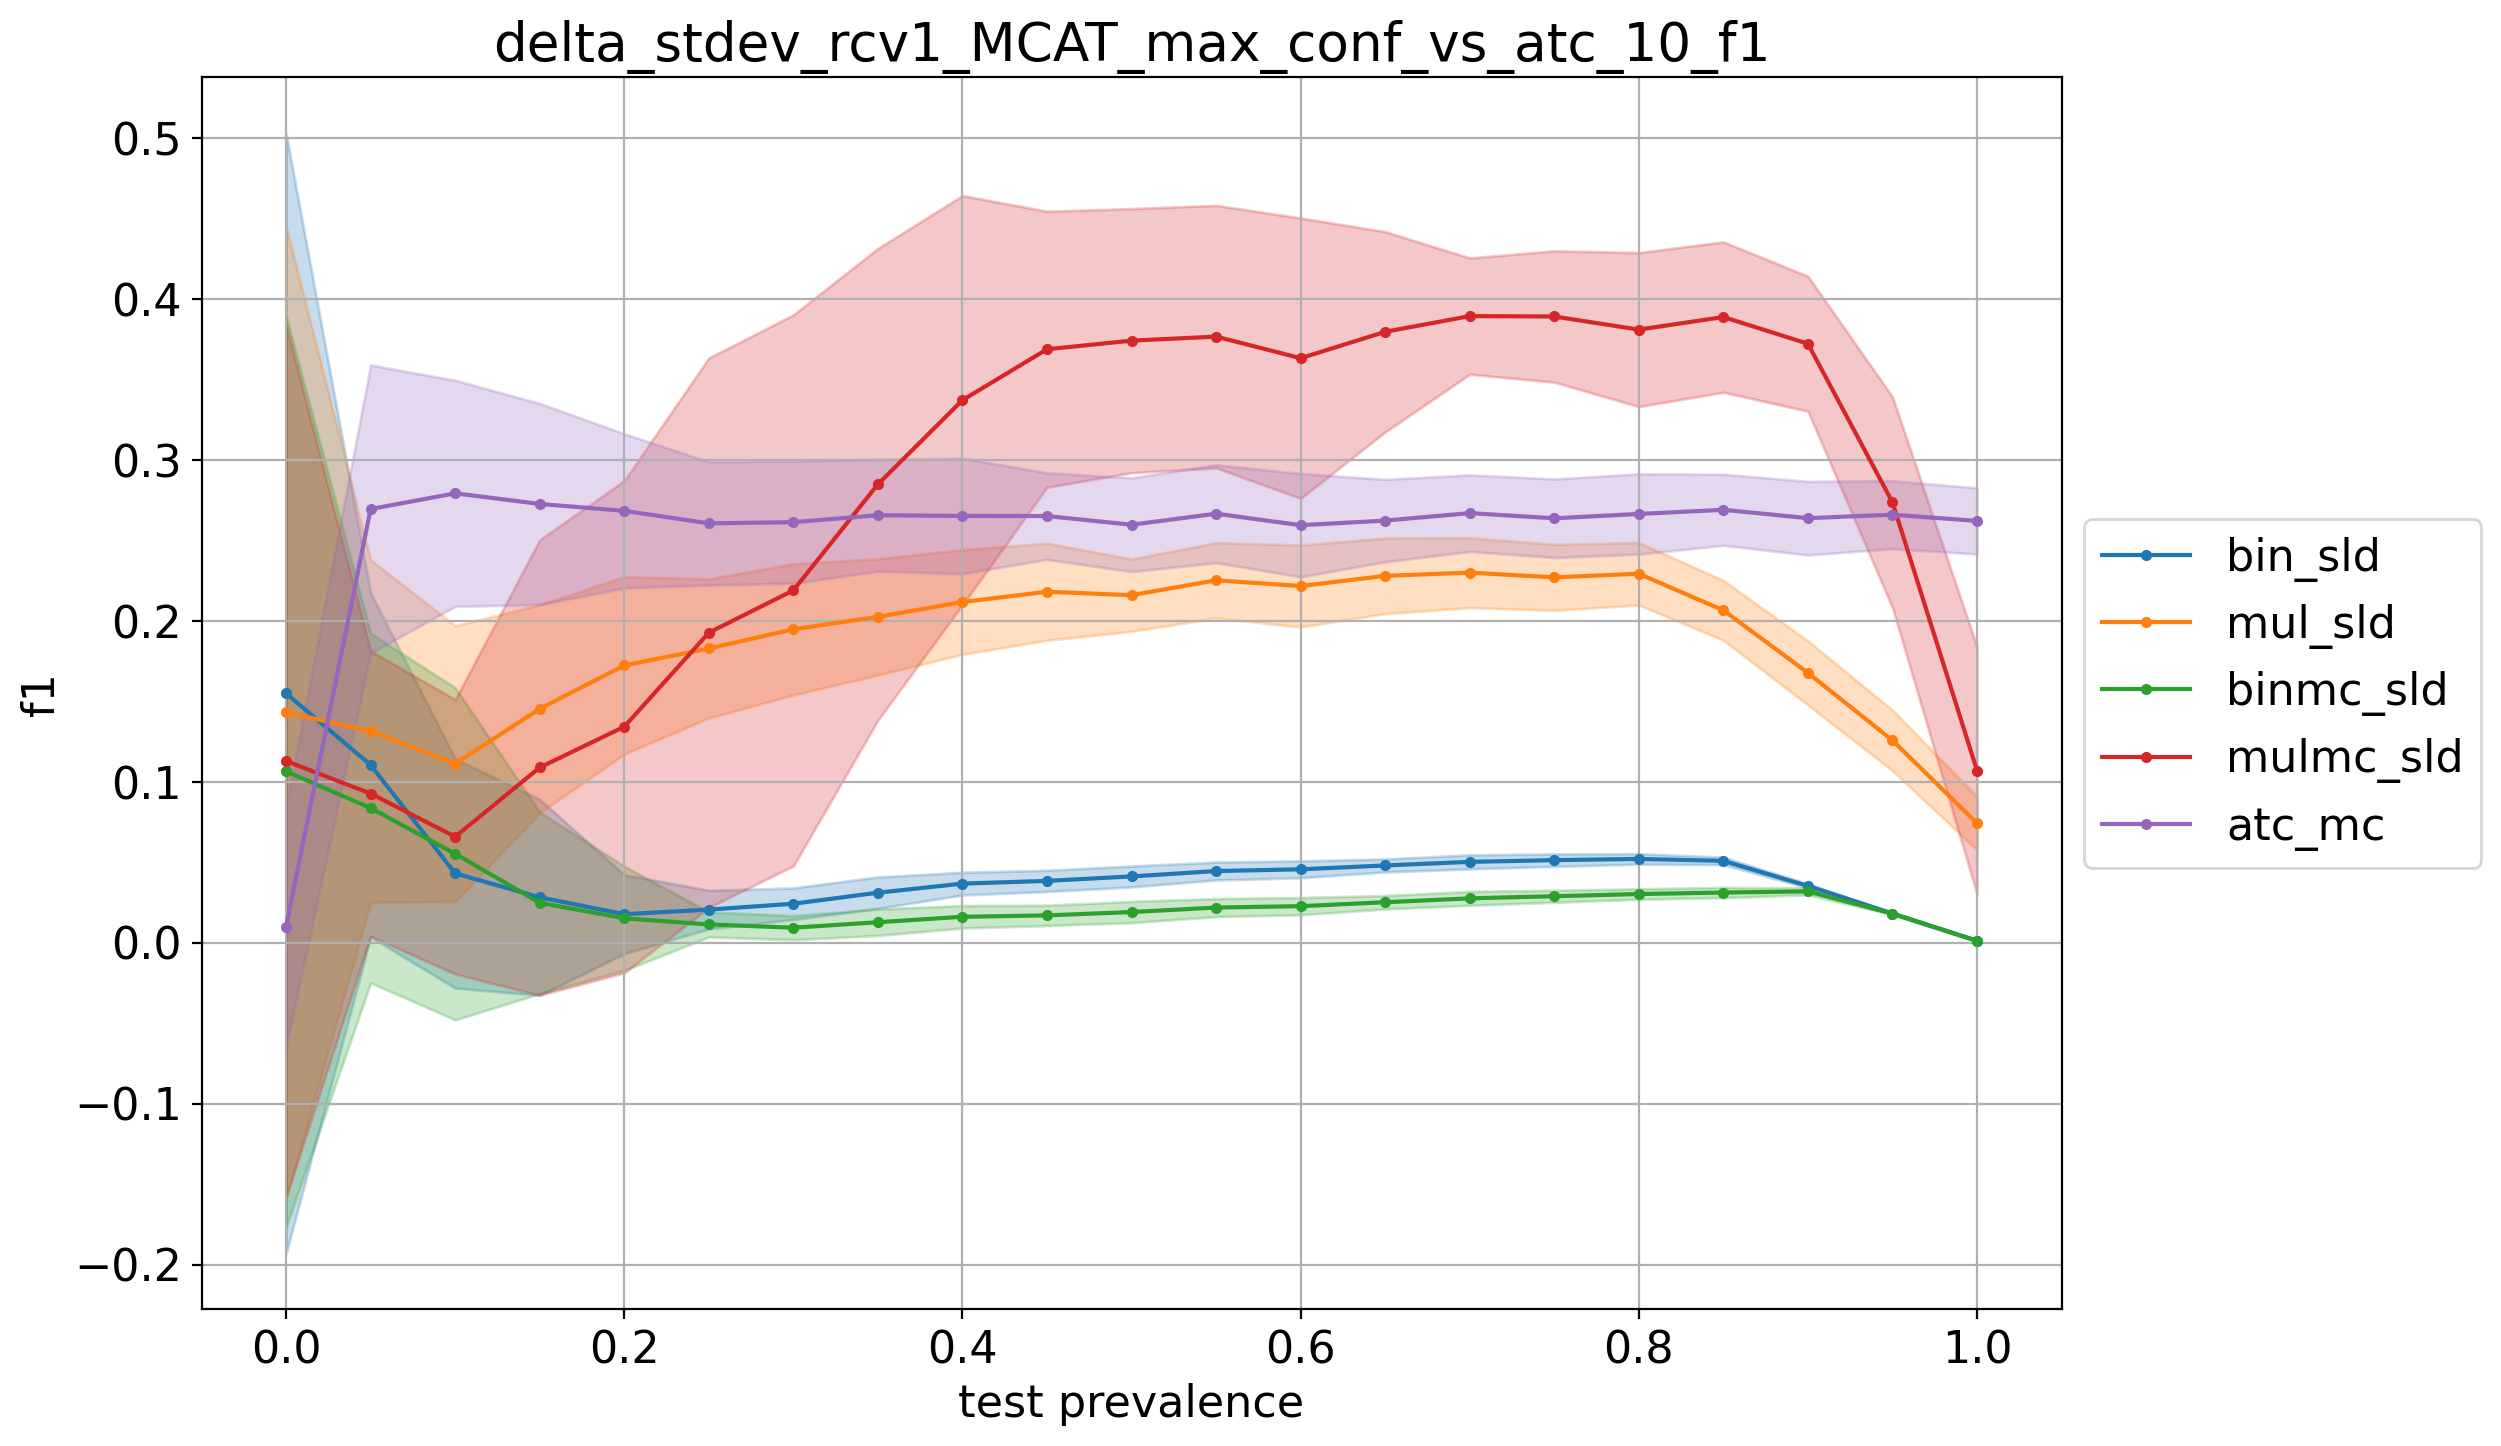 delta_stdev_rcv1_MCAT_max_conf_vs_atc_10_f1
0.5
0.4
0.3
0.2
0.1
0.0
−0.1
−0.2
f1
0.0 0.2 0.4 0.6 0.8 1.0
test prevalence
bin_sld
mul_sld
binmc_sld
mulmc_sld
atc_mc